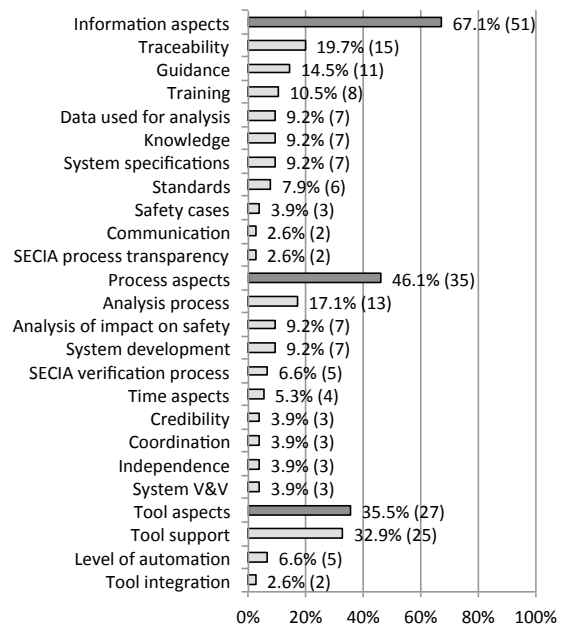 Information aspects 67.1% (51)
Traceability 19.7% (15)
Guidance 14.5% (11)
Training 10.5% (8)
Data used for analysis 9.2% (7)
Knowledge 9.2% (7)
System specifications 9.2% (7)
Standards 7.9% (6)
Safety cases 3.9% (3)
Communication 2.6% (2)
SECIA process transparency 2.6% (2)
Process aspects 46.1% (35)
Analysis process 17.1% (13)
Analysis of impact on safety 9.2% (7)
System development 9.2% (7)
SECIA verification process 6.6% (5)
Time aspects 5.3% (4)
Credibility 3.9% (3)
Coordination 3.9% (3)
Independence 3.9% (3)
System V&V 3.9% (3)
Tool aspects 35.5% (27)
Tool support 32.9% (25)
Level of automation 6.6% (5)
Tool integration 2.6% (2)
0% 20% 40% 60% 80% 100%